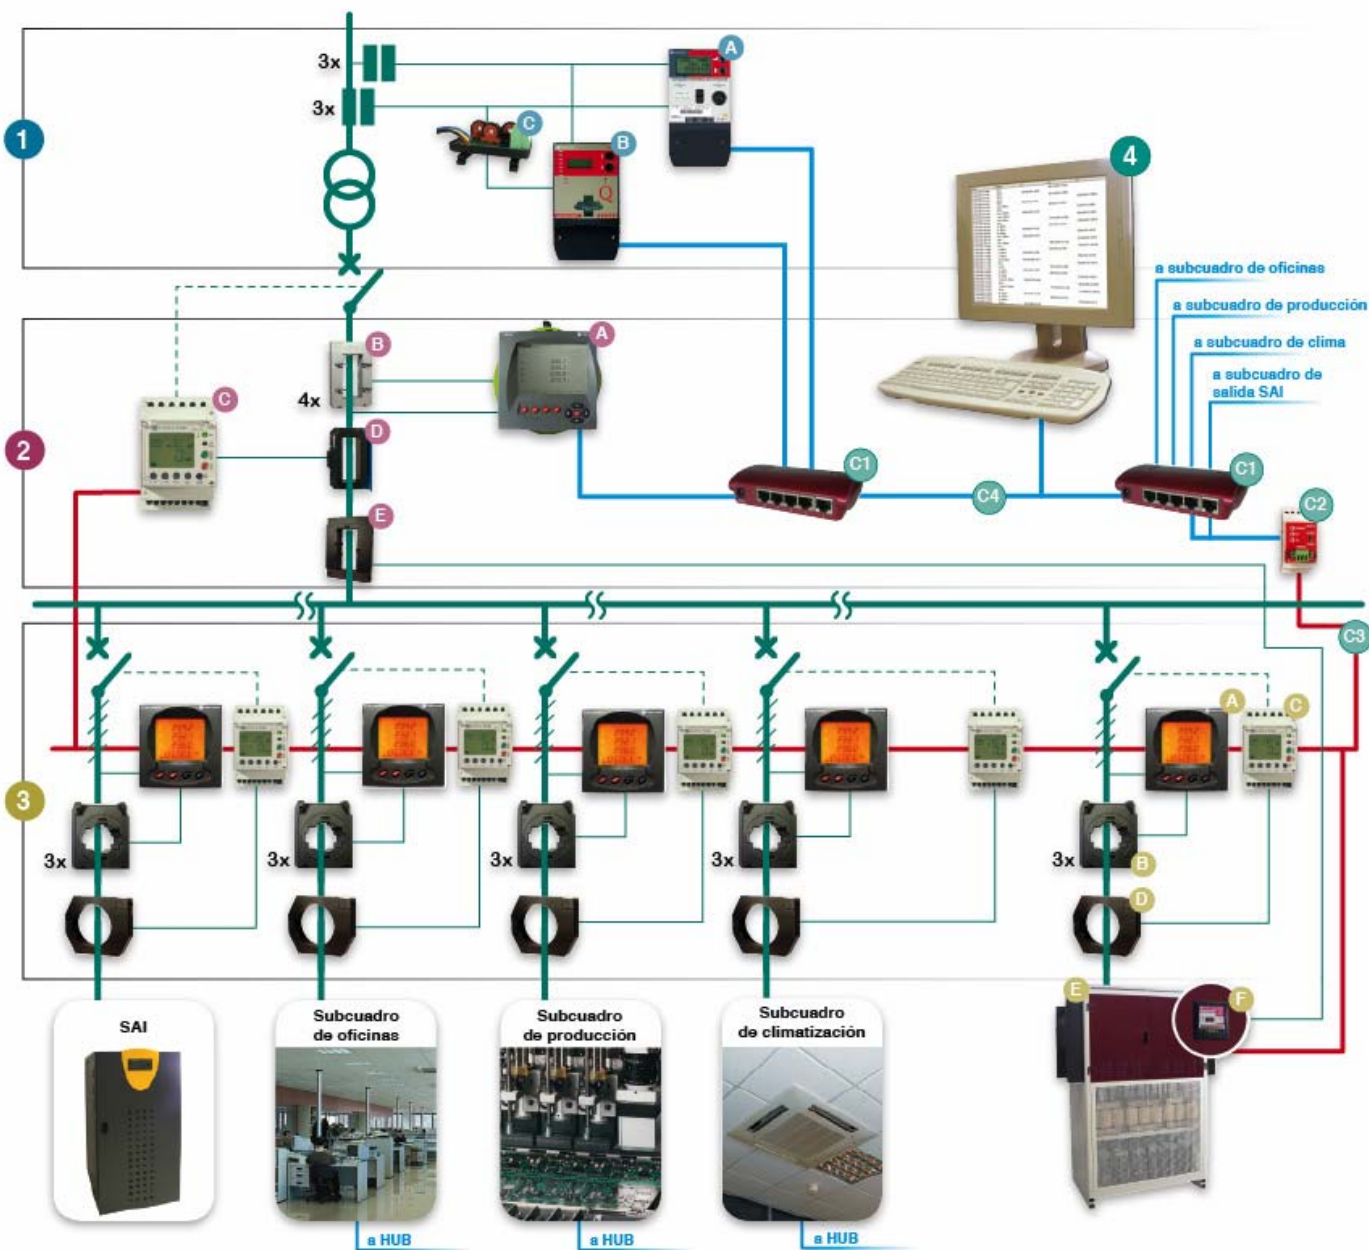 3x
A
3x
C
B
1
Q
4
a subcuadro de oficinas
a subcuadro de producción
a subcuadro de clima
a subcuadro de
salida SAI
B
A
4x
C
D
2
C1
C4
C1
C2
E
C3
A
C
3
3x
3x
3x
3x
3x
B
D
E
F
SAI
Subcuadro
de oficinas
Subcuadro
de producción
Subcuadro
de climatización
a HUB
a HUB
a HUB